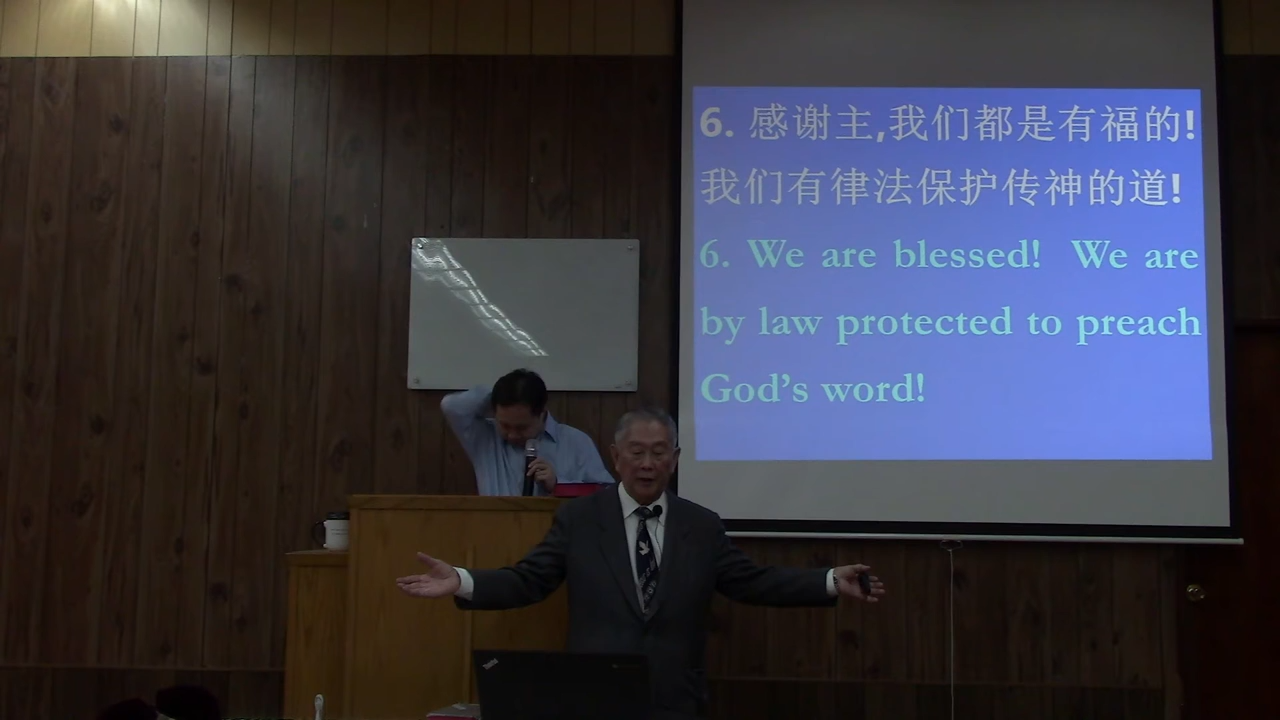 6. 感谢主,我们都是有福的!
我们有律法保护传神的道!
6. We are blessed!  We are
by law protected to preach
God's word!